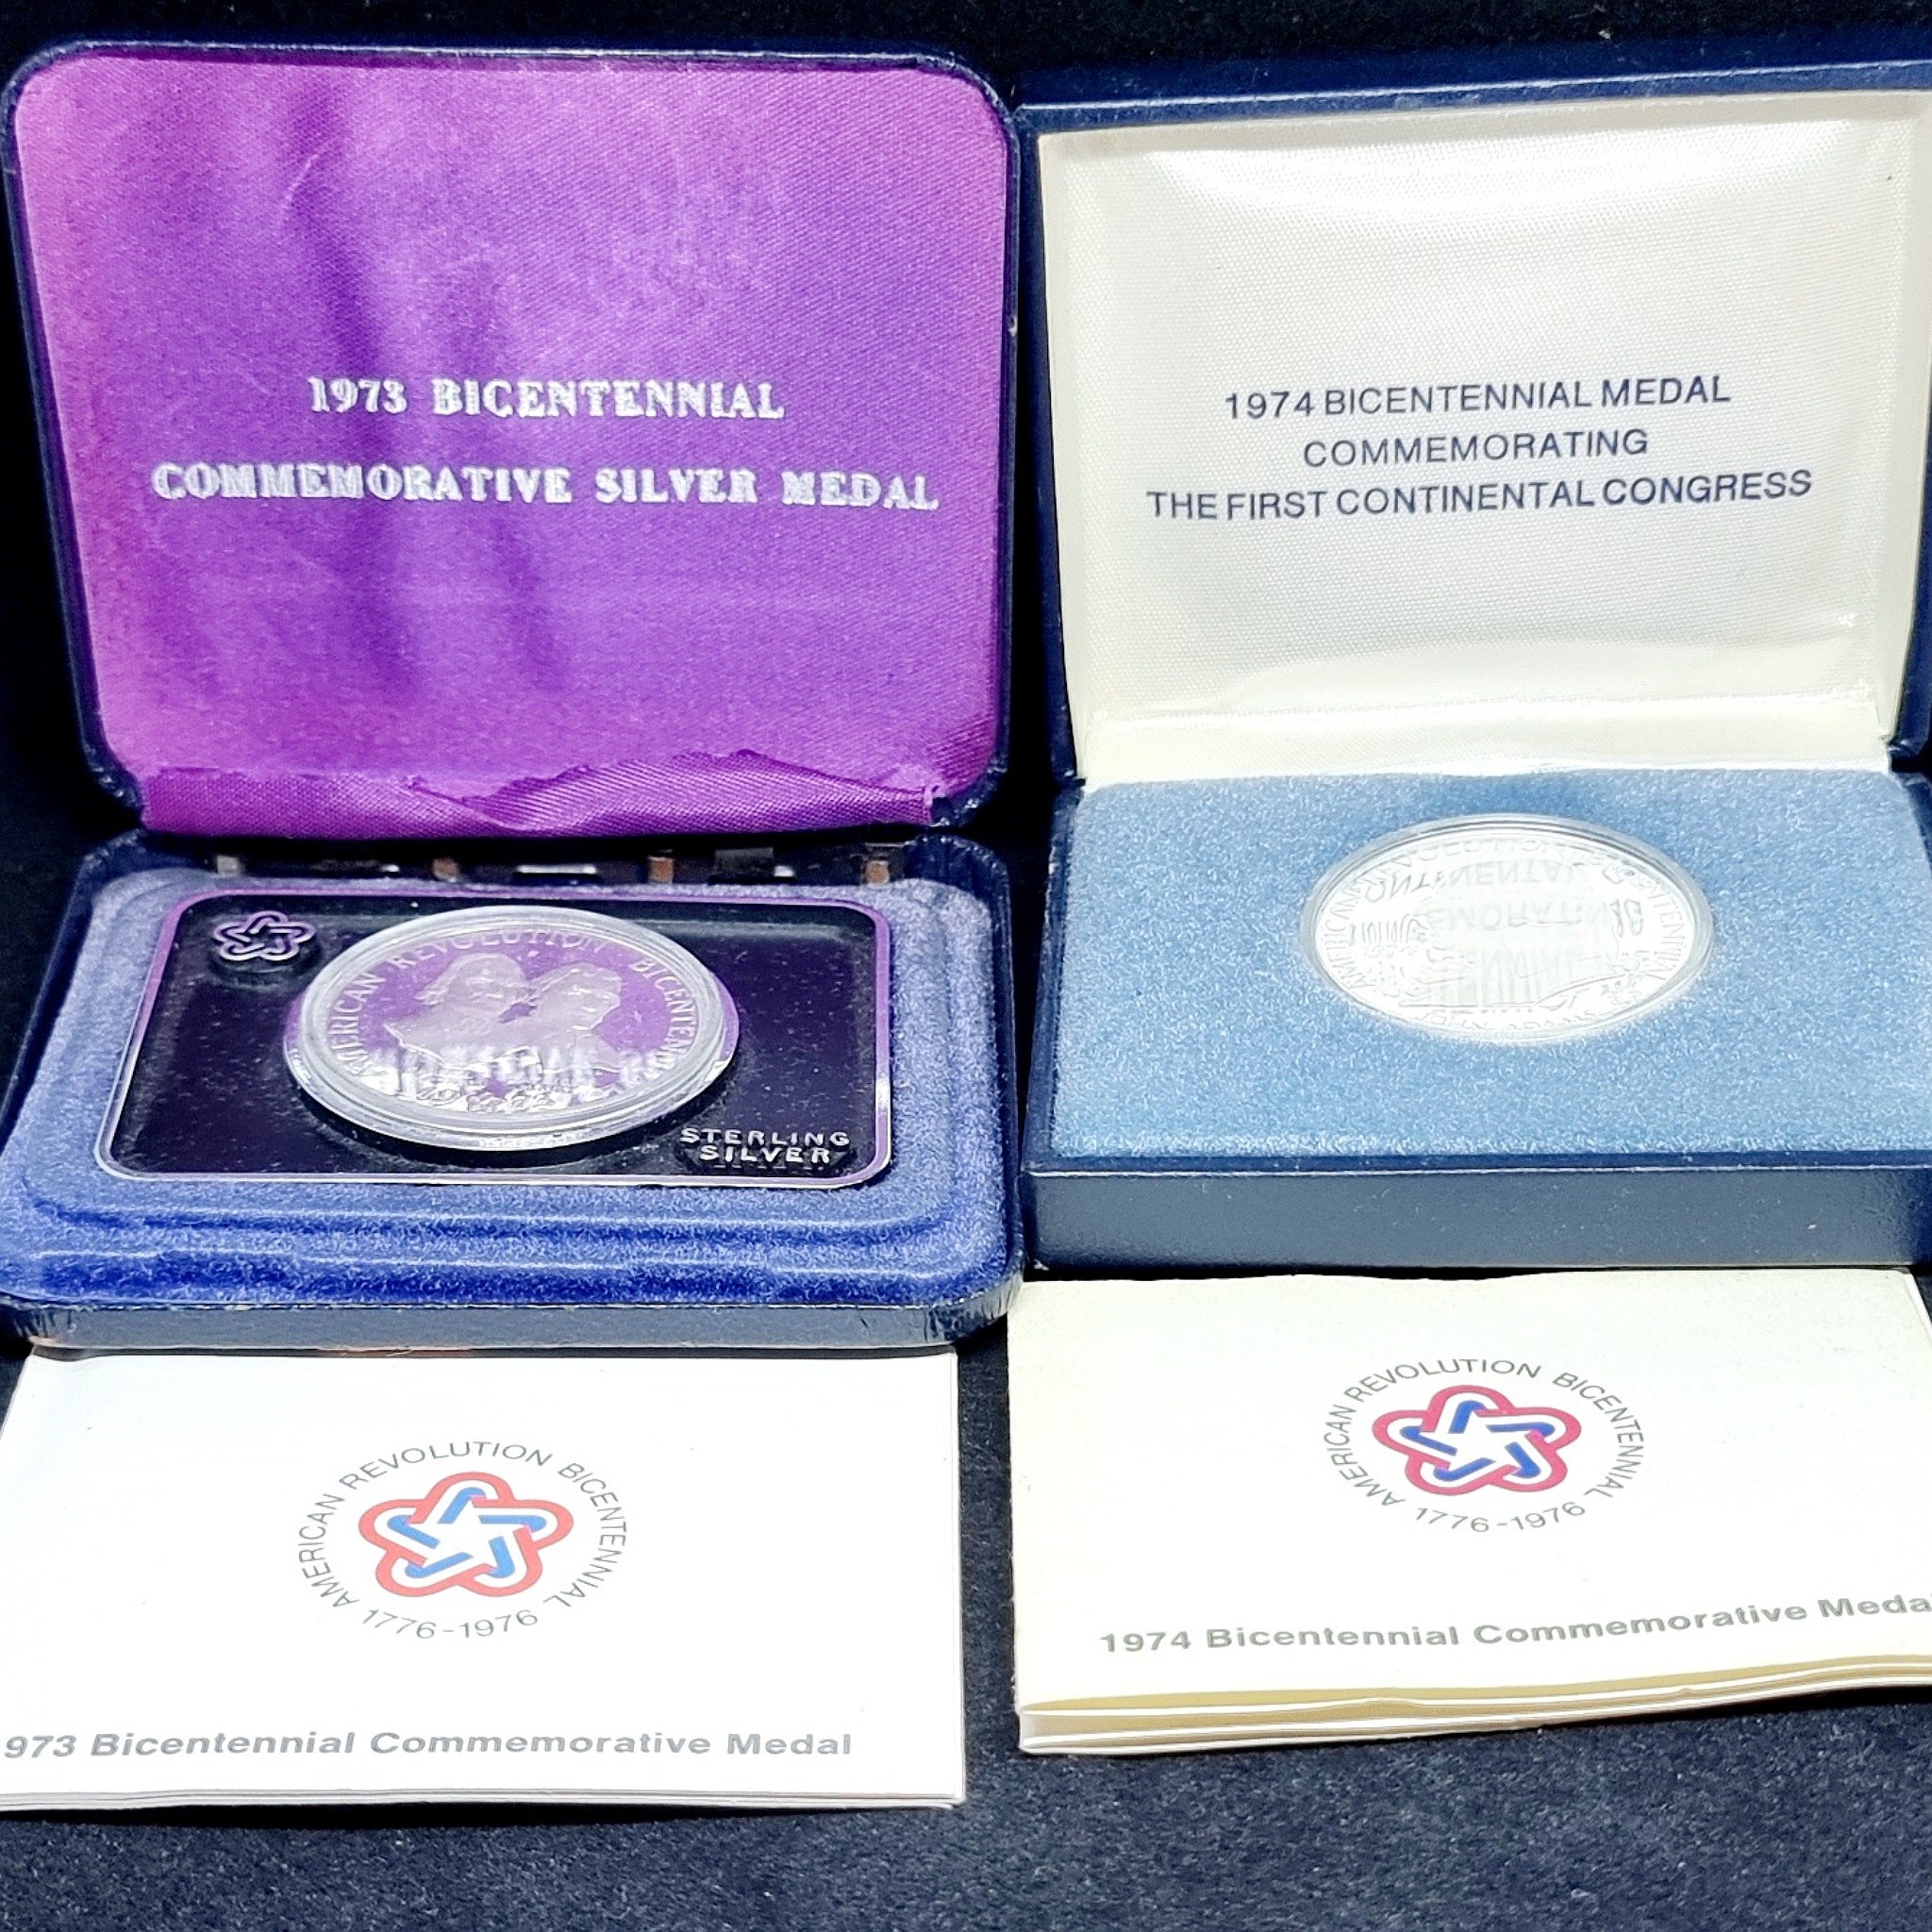 1973 BICENTENNIAL
COMMEMORATIVE SILVER MEDAL
1974 BICENTENNIAL MEDAL
COMMEMORATING
THE FIRST CONTINENTAL CONGRESS
AMERICAN REVOLUTION BICENTENNIAL
STERLING
SILVER
AMERICAN REVOLUTION BICENTENNIAL
1776-1976
973 Bicentennial Commemorative Medal
AMERICAN REVOLUTION BICENTENNIAL
1776-1976
1974 Bicentennial Commemorative Meda